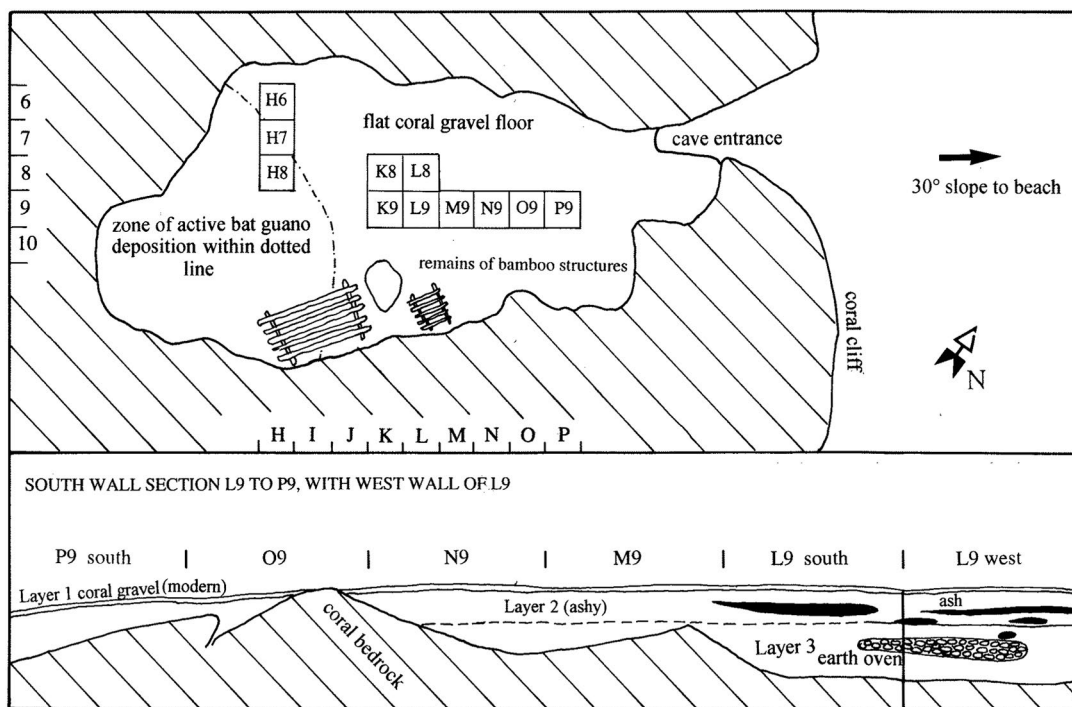 6
7
8
9
10
H6
H7
H8
flat coral gravel floor
K8 L8
K9 L9 M9 N9 O9 P9
cave entrance
30° slope to beach
zone of active bat guano
deposition within dotted
line
remains of bamboo structures
coral cliff
N
H I J K L M N O P
SOUTH WALL SECTION L9 TO P9, WITH WEST WALL OF L9
P9 south O9 N9 M9 L9 south L9 west
Layer 1 coral gravel (modern)
Layer 2 (ashy)
ash
coral bedrock
Layer 3
earth oven